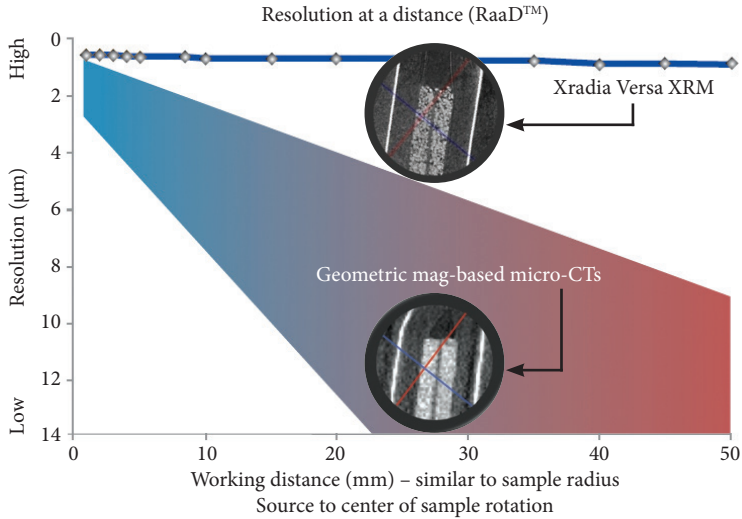 Resolution at a distance (RaaD™)
High
Resolution (μm)
Low
0
2
4
6
8
10
12
14
Xradia Versa XRM
Geometric mag-based micro-CTs
0
10
20
30
40
50
Working distance (mm) – similar to sample radius
Source to center of sample rotation